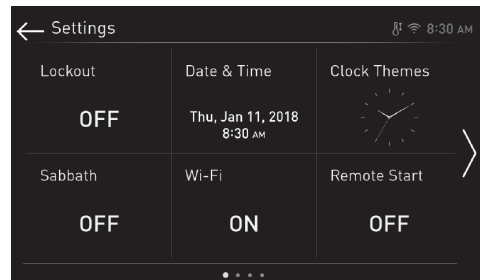 Settings
8:30 AM
Lockout
Date & Time
Clock Themes
OFF
Thu, Jan 11, 2018
8:30 AM
Sabbath
Wi-Fi
Remote Start
OFF
ON
OFF